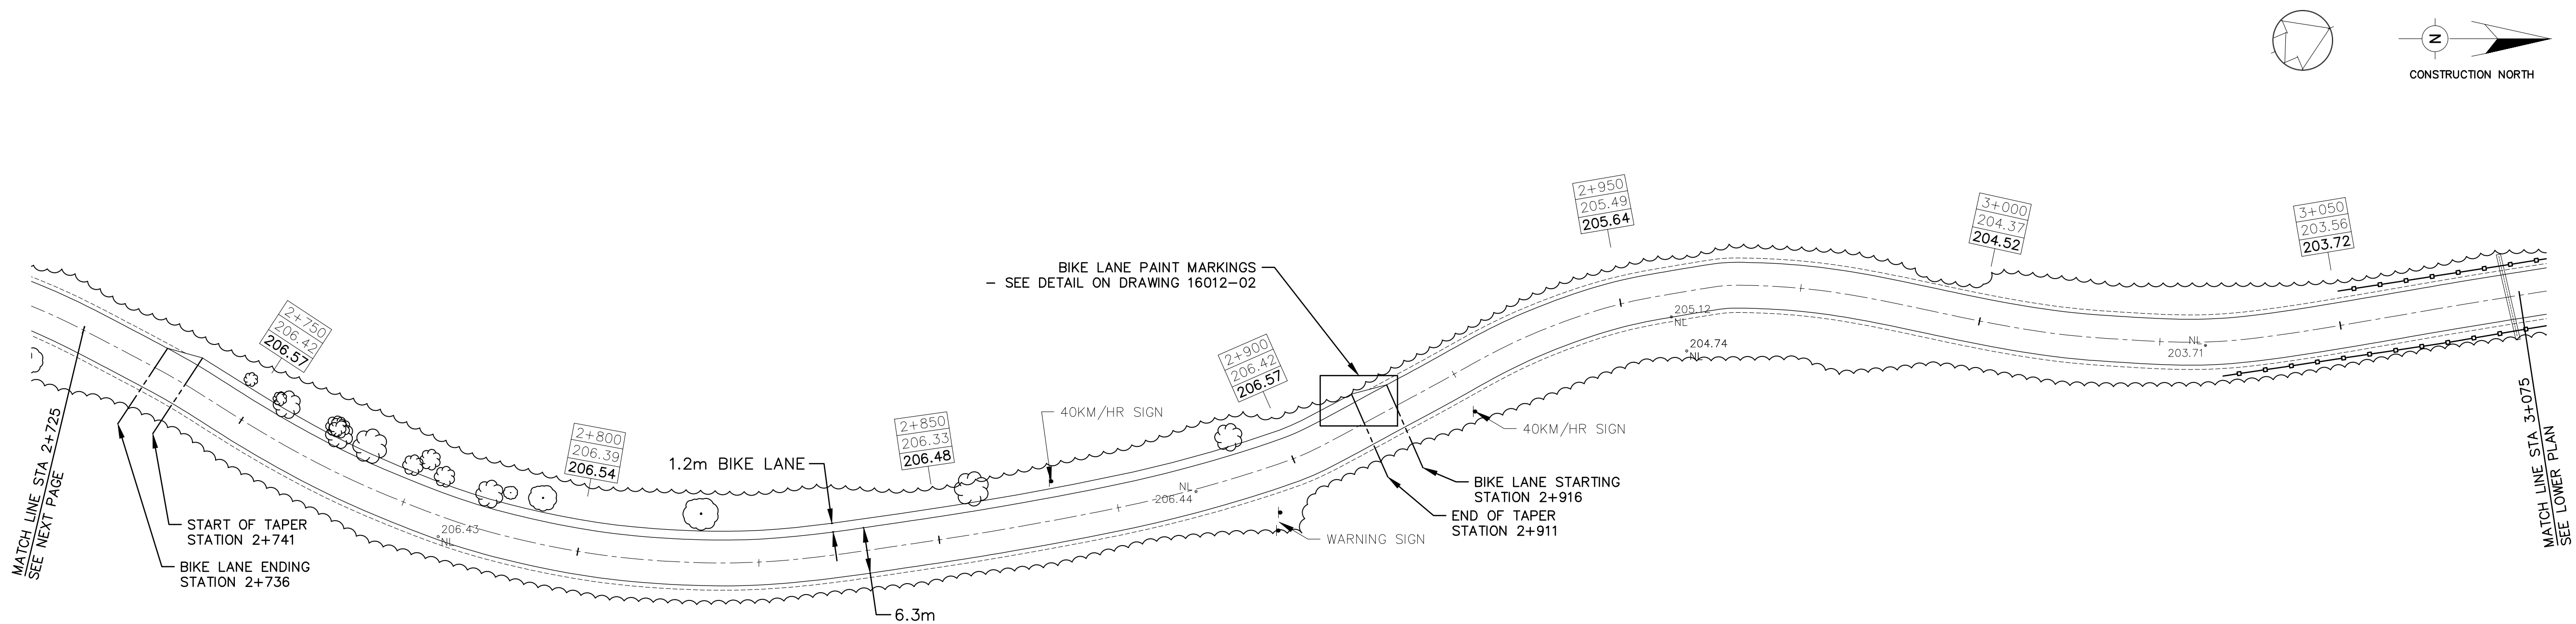 N
CONSTRUCTION NORTH
2+950
205.49
205.64
3+000
204.37
204.52
3+050
203.56
203.72
BIKE LANE PAINT MARKINGS
- SEE DETAIL ON DRAWING 16012-02
2+750
206.42
206.57
2+900
206.42
206.57
205.12
NL
204.74
NL
NL
203.71
2+800
206.39
206.54
2+850
206.33
206.48
40KM/HR SIGN
40KM/HR SIGN
1.2m BIKE LANE
NL
206.44
BIKE LANE STARTING
STATION 2+916
END OF TAPER
STATION 2+911
WARNING SIGN
206.43
NL
START OF TAPER
STATION 2+741
BIKE LANE ENDING
STATION 2+736
6.3m
MATCH LINE STA 2+725
SEE NEXT PAGE
MATCH LINE STA 3+075
SEE LOWER PLAN